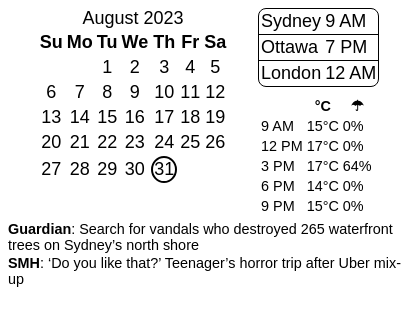 August 2023
Su Mo Tu We Th Fr Sa
1 2 3 4 5
6 7 8 9 10 11 12
13 14 15 16 17 18 19
20 21 22 23 24 25 26
27 28 29 30 31
Sydney 9 AM
Ottawa 7 PM
London 12 AM
°C ☂
9 AM 15°C 0%
12 PM 17°C 0%
3 PM 17°C 64%
6 PM 14°C 0%
9 PM 15°C 0%
Guardian: Search for vandals who destroyed 265 waterfront
trees on Sydney’s north shore
SMH: ‘Do you like that?’ Teenager’s horror trip after Uber mix-
up